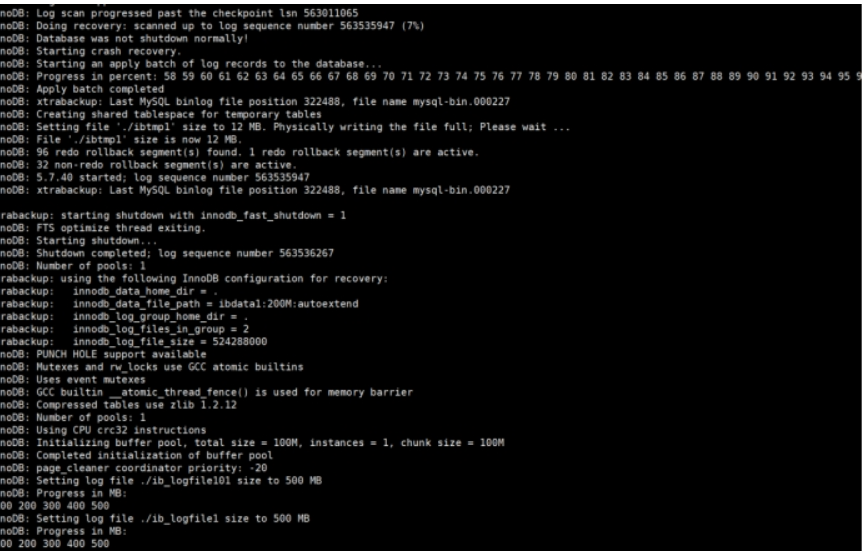 noDB: Log scan progressed past the checkpoint lsn 563011065
noDB: Doing recovery: scanned up to log sequence number 563535947 (7%)
noDB: Database was not shutdown normally!
noDB: Starting crash recovery.
noDB: Starting an apply batch of log records to the database...
noDB: Progress in percent: 58 59 60 61 62 63 64 65 66 67 68 69 70 71 72 73 74 75 76 77 78 79 80 81 82 83 84 85 86 87 88 89 90 91 92 93 94 95 9
noDB: Apply batch completed
noDB: xtrabackup: Last MySQL binlog file position 322488, file name mysql-bin.000227
noDB: Creating shared tablespace for temporary tables
noDB: Setting file './ibtmp1' size to 12 MB. Physically writing the file full; Please wait ...
noDB: File './ibtmp1' size is now 12 MB.
noDB: 96 redo rollback segment(s) found. 1 redo rollback segment(s) are active.
noDB: 32 non-redo rollback segment(s) are active.
noDB: 5.7.40 started; log sequence number 563535947
noDB: xtrabackup: Last MySQL binlog file position 322488, file name mysql-bin.000227
rabackup: starting shutdown with innodb_fast_shutdown = 1
noDB: FTS optimize thread exiting.
noDB: Starting shutdown...
noDB: Shutdown completed; log sequence number 563536267
noDB: Number of pools: 1
rabackup: using the following InnoDB configuration for recovery:
rabackup:   innodb_data_home_dir = .
rabackup:   innodb_data_file_path = ibdata1:200M:autoextend
rabackup:   innodb_log_group_home_dir = .
rabackup:   innodb_log_files_in_group = 2
rabackup:   innodb_log_file_size = 524288000
noDB: PUNCH HOLE support available
noDB: Mutexes and rw_locks use GCC atomic builtins
noDB: Uses event mutexes
noDB: GCC builtin __atomic_thread_fence() is used for memory barrier
noDB: Compressed tables use zlib 1.2.12
noDB: Number of pools: 1
noDB: Using CPU crc32 instructions
noDB: Initializing buffer pool, total size = 100M, instances = 1, chunk size = 100M
noDB: Completed initialization of buffer pool
noDB: page_cleaner coordinator priority: -20
noDB: Setting log file ./ib_logfile101 size to 500 MB
noDB: Progress in MB:
00 200 300 400 500
noDB: Setting log file ./ib_logfile1 size to 500 MB
noDB: Progress in MB:
00 200 300 400 500